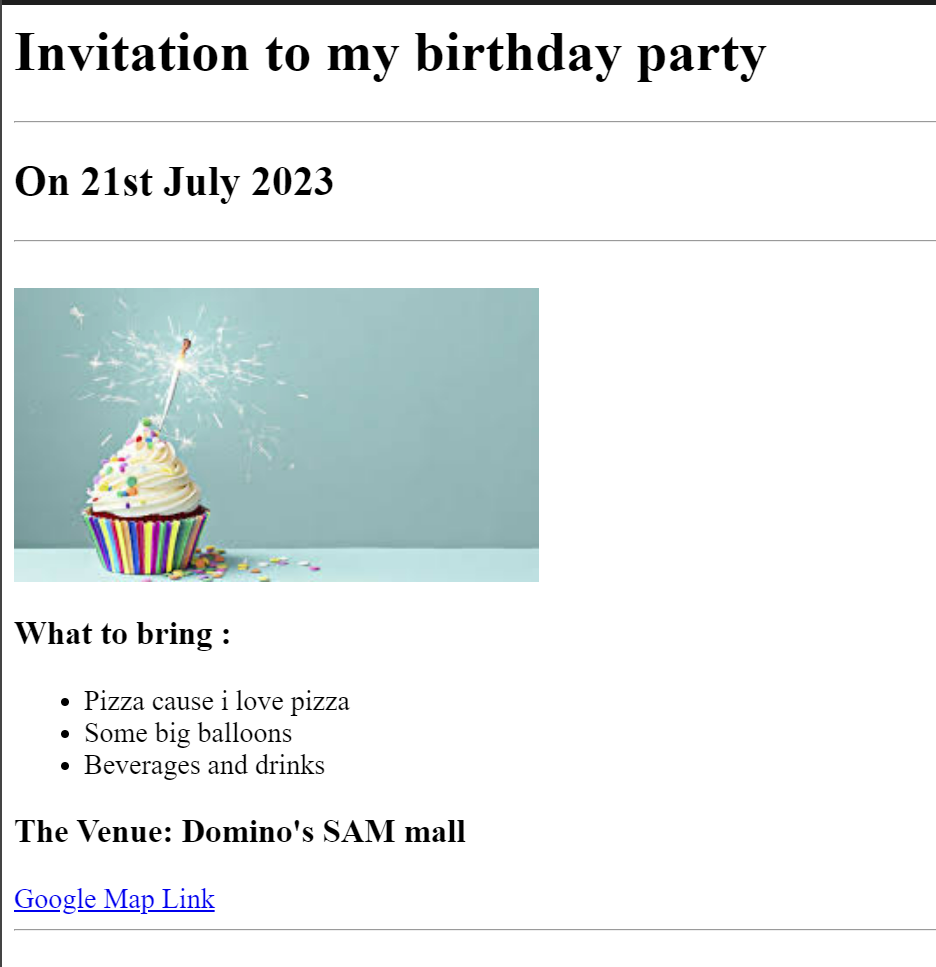 Invitation to my birthday party
On 21st July 2023
What to bring :
Pizza cause i love pizza
Some big balloons
Beverages and drinks
The Venue: Domino's SAM mall
Google Map Link